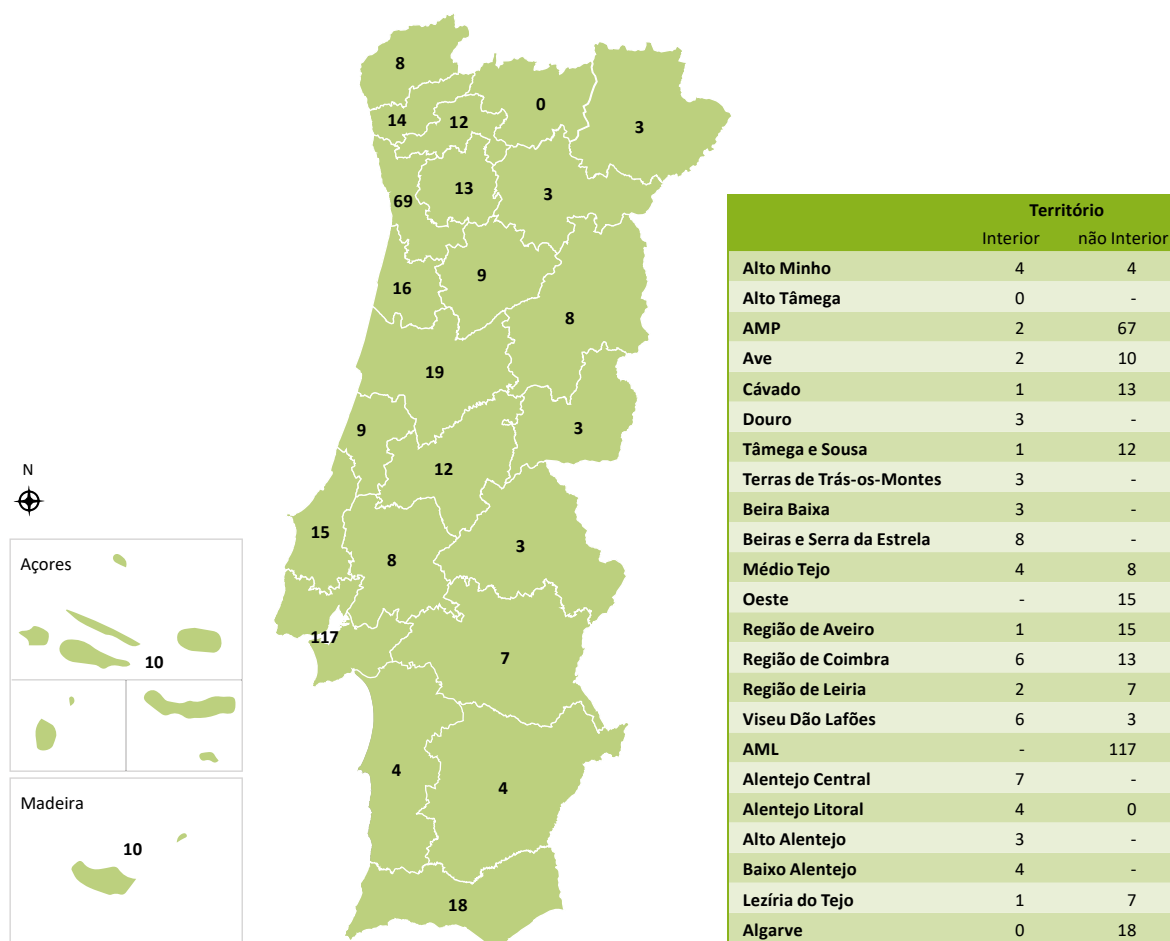 8
0
14
12
3
13
3
69
9
16
8
19
3
9
12
N
15
3
8
Açores
117
10
7
4
4
Madeira
10
18
Território
Interior não Interior
Alto Minho 4 4
Alto Tâmega 0 -
AMP 2 67
Ave 2 10
Cávado 1 13
Douro 3 -
Tâmega e Sousa 1 12
Terras de Trás-os-Montes 3 -
Beira Baixa 3 -
Beiras e Serra da Estrela 8 -
Médio Tejo 4 8
Oeste - 15
Região de Aveiro 1 15
Região de Coimbra 6 13
Região de Leiria 2 7
Viseu Dão Lafões 6 3
AML - 117
Alentejo Central 7 -
Alentejo Litoral 4 0
Alto Alentejo 3 -
Baixo Alentejo 4 -
Lezíria do Tejo 1 7
Algarve 0 18